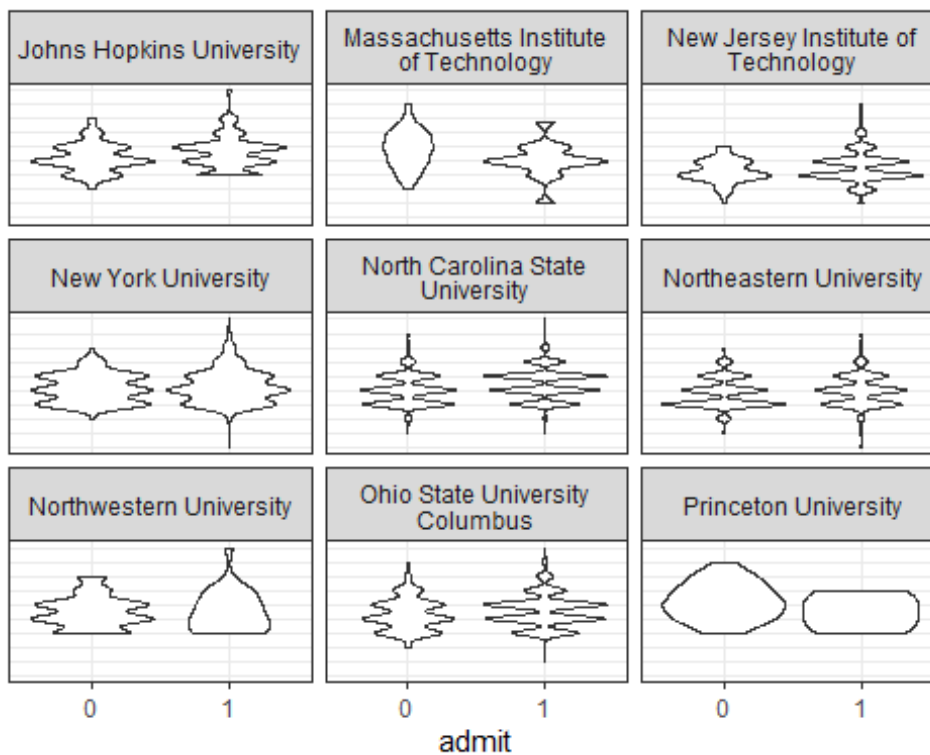 Johns Hopkins University
Massachusetts Institute
of Technology
New Jersey Institute of
Technology
New York University
North Carolina State
University
Northeastern University
Northwestern University
Ohio State University
Columbus
Princeton University
0
1
0
1
0
1
admit